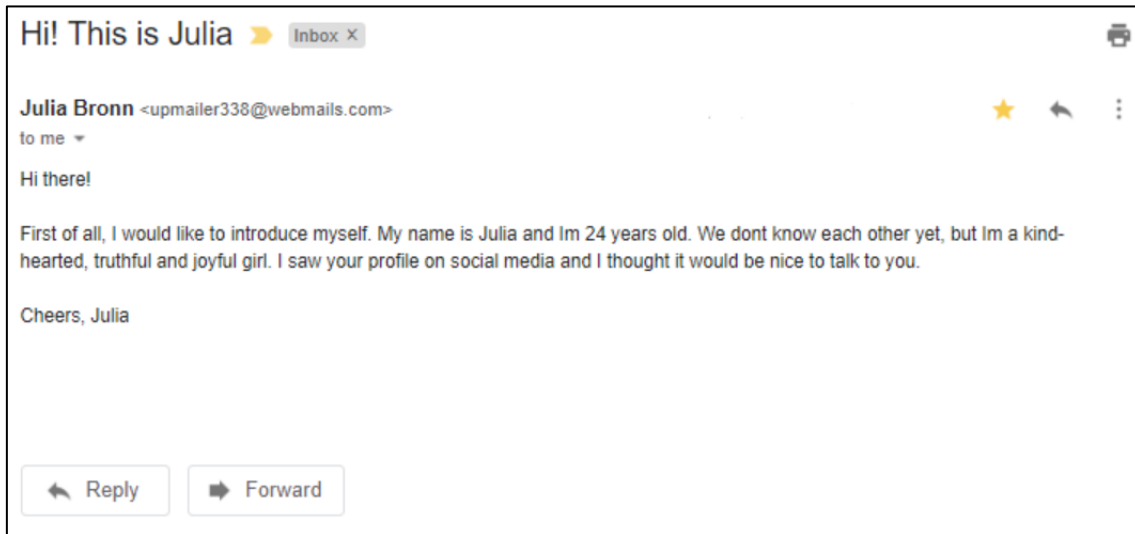 Hi! This is Julia Inbox X
Julia Bronn <upmailer338@webmails.com>
to me
Hi there!
First of all, I would like to introduce myself. My name is Julia and Im 24 years old. We dont know each other yet, but Im a kind-
hearted, truthful and joyful girl. I saw your profile on social media and I thought it would be nice to talk to you.
Cheers, Julia
Reply Forward